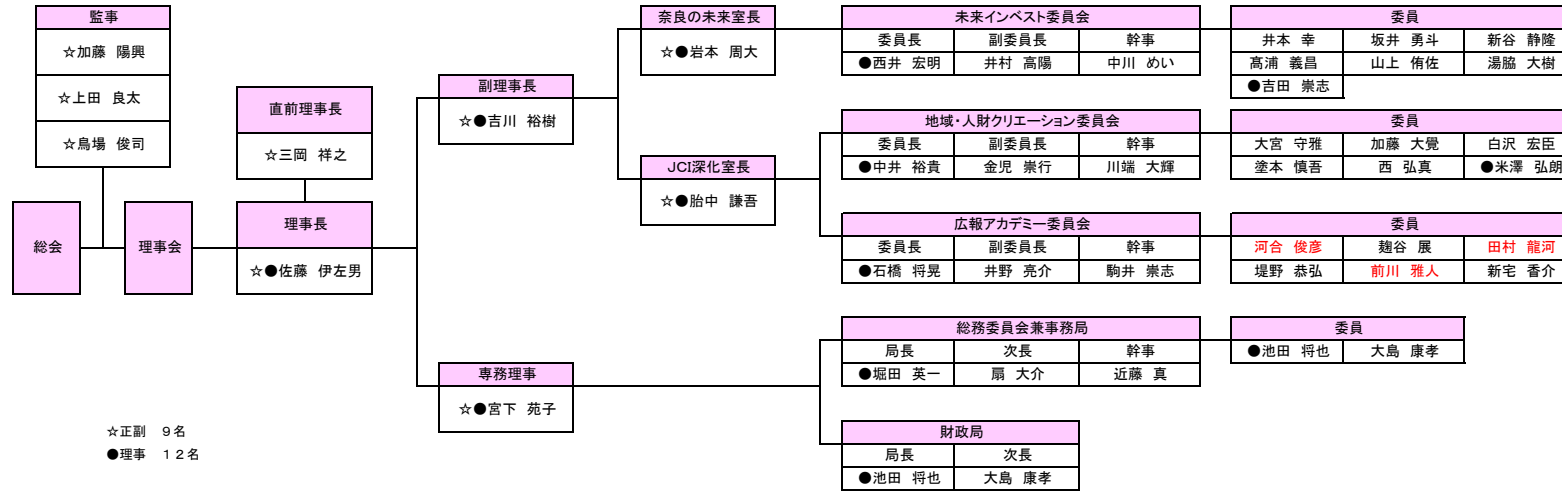 監事
☆加藤 陽興
☆上田 良太
☆鳥場 俊司
直前理事長
☆三岡 祥之
総会
理事会
理事長
☆●佐藤 伊左男
副理事長
☆●吉川 裕樹
専務理事
☆●宮下 苑子
奈良の未来室長
☆●岩本 周大
JCI深化室長
☆●胎中 謙吾
未来インベスト委員会
委員長 副委員長 幹事
●西井 宏明 井村 高陽 中川 めい
委員
井本 幸 坂井 勇斗 新谷 静隆
髙浦 義昌 山上 侑佐 湯脇 大樹
●吉田 崇志
地域・人財クリエーション委員会
委員長 副委員長 幹事
●中井 裕貴 金児 崇行 川端 大輝
委員
大宮 守雅 加藤 大覺 白沢 宏臣
塗本 慎吾 西 弘真 ●米澤 弘朗
広報アカデミー委員会
委員長 副委員長 幹事
●石橋 将晃 井野 亮介 駒井 崇志
委員
河合 俊彦 麹谷 展 田村 龍河
堤野 恭弘 前川 雅人 新宅 香介
総務委員会兼事務局
局長 次長 幹事
●堀田 英一 扇 大介 近藤 真
委員
●池田 将也 大島 康孝
財政局
局長 次長
●池田 将也 大島 康孝
☆正副 9名
●理事 12名